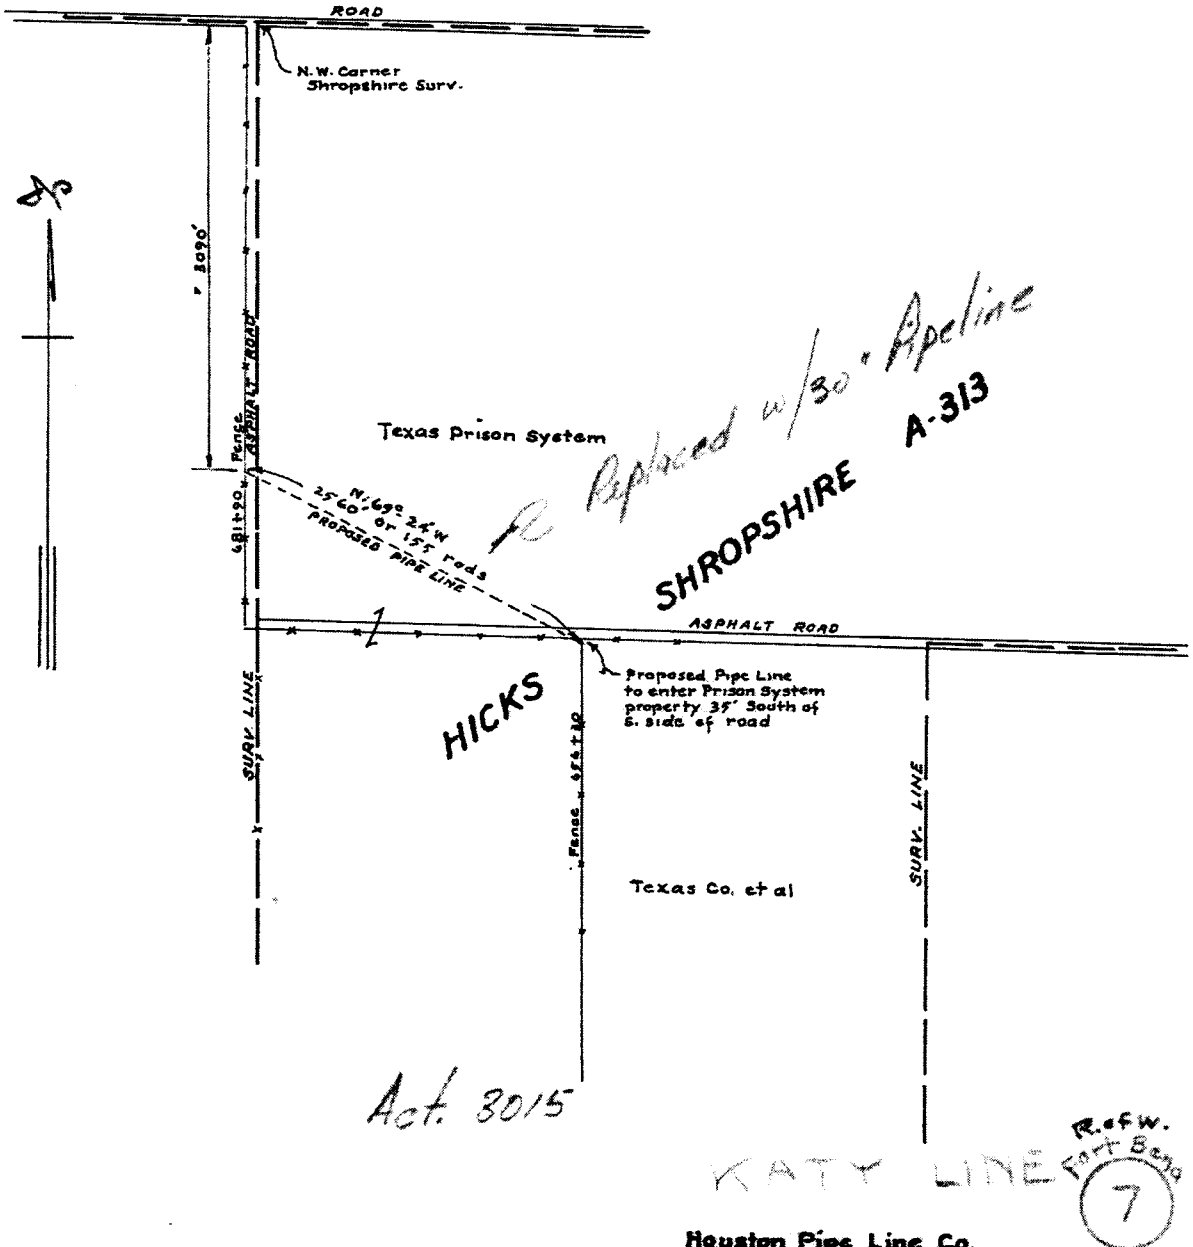 ROAD
N.W. Corner
Shropshire Surv.
3090'
ASPHALT ROAD
Fence
681+90
Texas Prison System
Replaced w/30" Pipeline
N. 69° 24' W
2560' or 155 rods
PROPOSED PIPE LINE
SHROPSHIRE A-313
ASPHALT ROAD
HICKS
Proposed Pipe Line
to enter Prison System
property 35' South of
S. side of road
SURV. LINE
Fence 656+30
SURV. LINE
Texas Co. et al
Act. 3015
KATY LINE
R. of W.
Fort Bend
7
Houston Pipe Line Co.